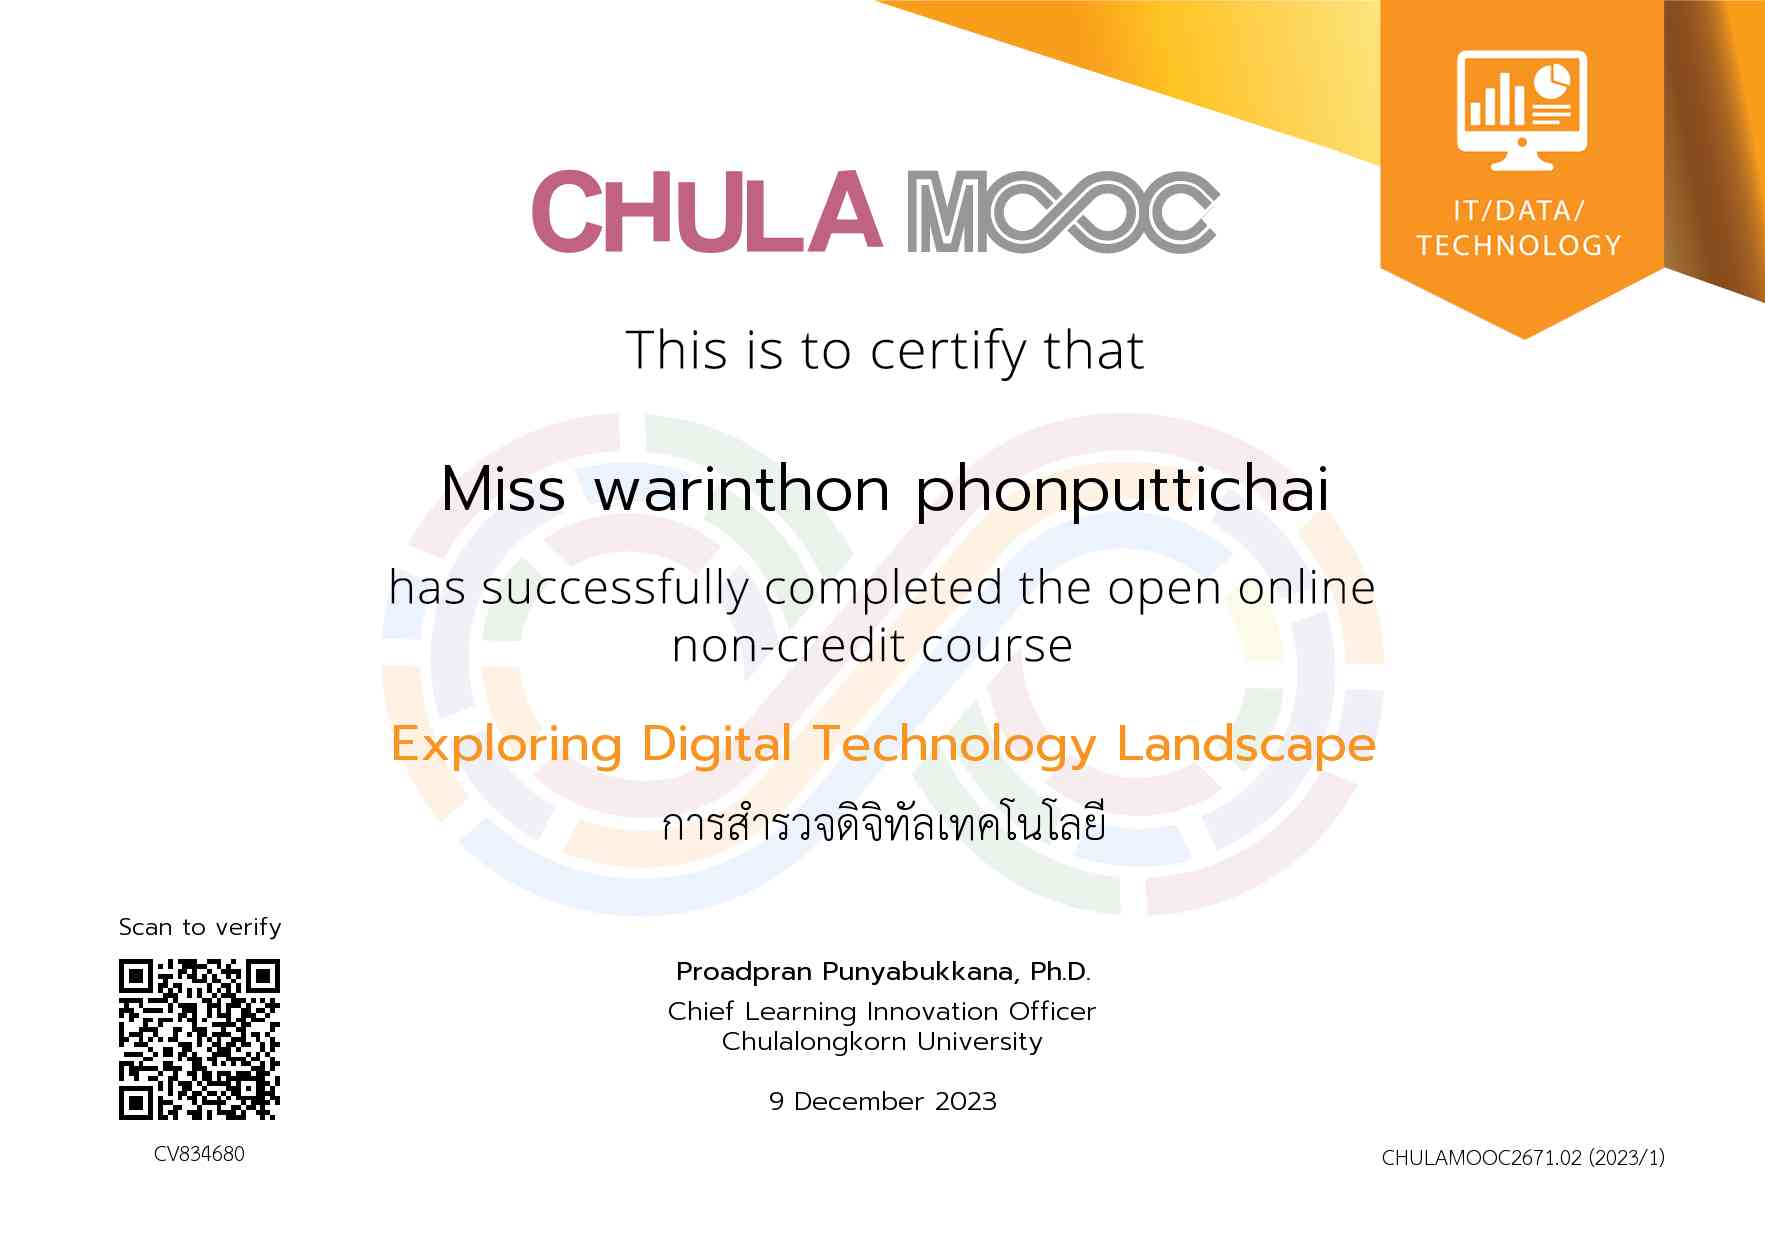 CHULA MOOC
IT/DATA/
TECHNOLOGY
This is to certify that
Miss warinthon phonputtichai
has successfully completed the open online
non-credit course
Exploring Digital Technology Landscape
การสำรวจดิจิทัลเทคโนโลยี
Scan to verify
CV834680
Proadpran Punyabukkana, Ph.D.
Chief Learning Innovation Officer
Chulalongkorn University
9 December 2023
CHULAMOOC2671.02 (2023/1)